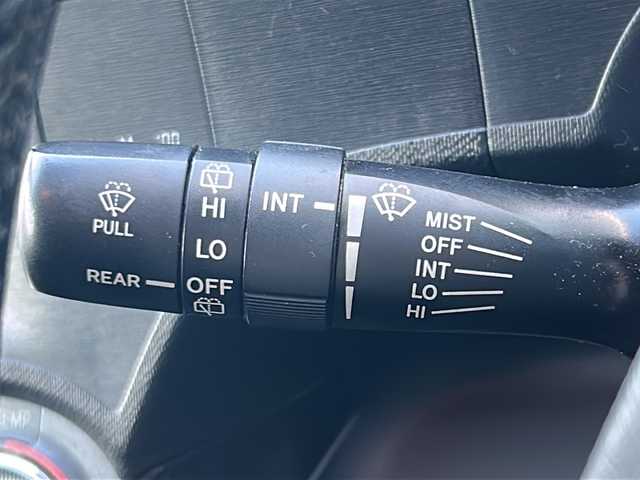 PULL
REAR
HI
LO
OFF
INT
MIST
OFF
INT
LO
HI